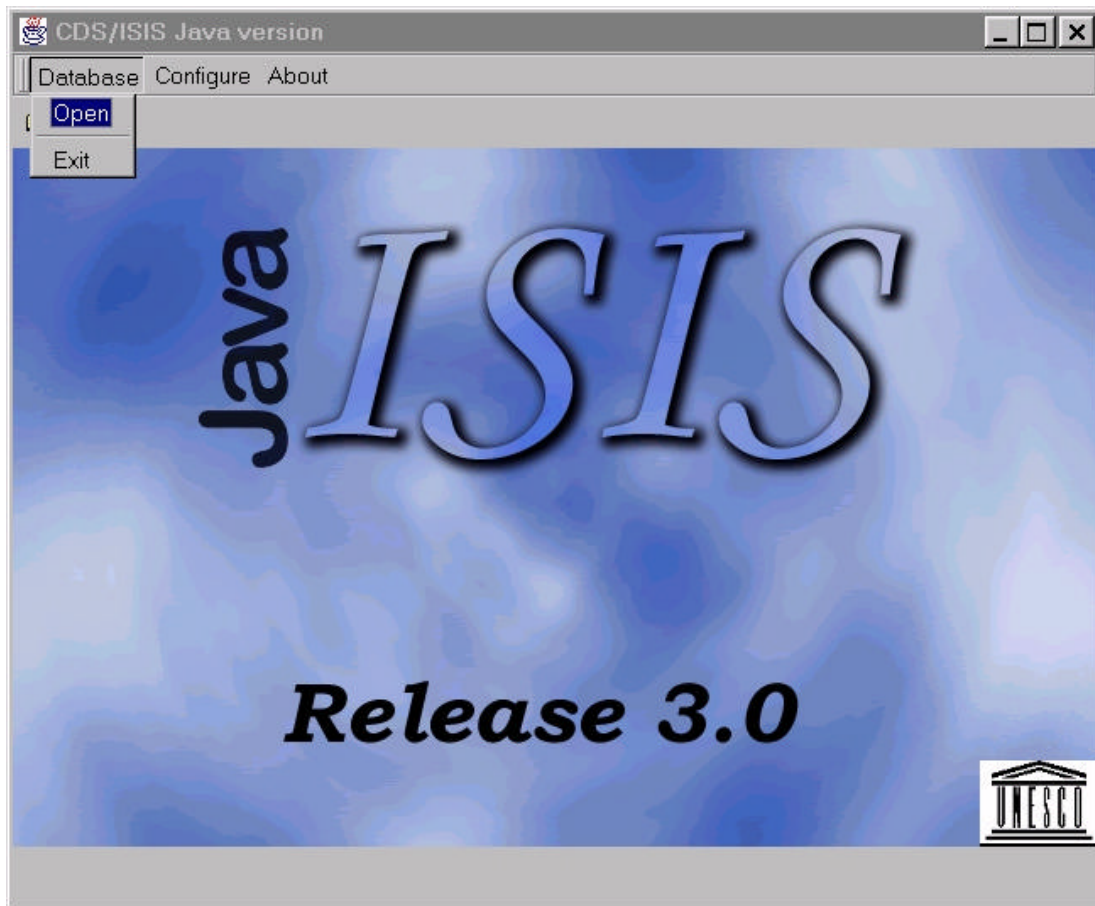 CDS/ISIS Java version
Database Configure About
Open
Exit
Java
ISIS
Release 3.0
UNESCO